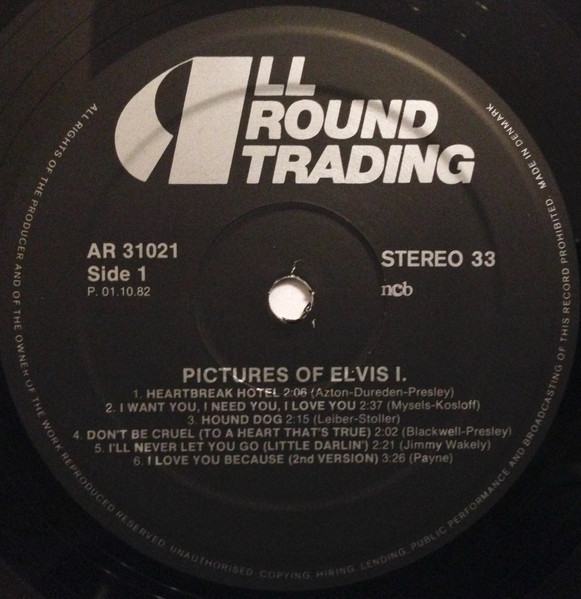 ALL
ROUND
TRADING
AR 31021
Side 1
P. 01.10.82
STEREO 33
ncb
PICTURES OF ELVIS I.
1. HEARTBREAK HOTEL 2:06 (Azton-Dureden-Presley)
2. I WANT YOU, I NEED YOU, I LOVE YOU 2:37 (Mysels-Kosloff)
3. HOUND DOG 2:15 (Leiber-Stoller)
4. DON'T BE CRUEL (TO A HEART THAT'S TRUE) 2:02 (Blackwell-Presley)
5. I'LL NEVER LET YOU GO (LITTLE DARLIN') 2:21 (Jimmy Wakely)
6. I LOVE YOU BECAUSE (2nd VERSION) 3:26 (Payne)
ALL RIGHTS OF THE PRODUCER AND OF THE OWNER OF THE WORK REPRODUCED RESERVED. UNAUTHORISED COPYING, HIRING, LENDING, PUBLIC PERFORMANCE AND BROADCASTING OF THIS RECORD PROHIBITED. MADE IN DENMARK